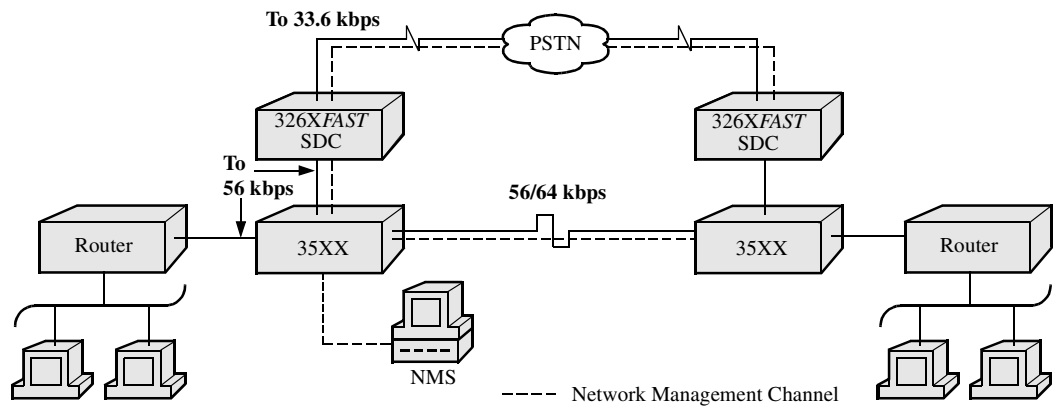 To 33.6 kbps
PSTN
326XFAST
SDC
326XFAST
SDC
To
56 kbps
56/64 kbps
Router
35XX
35XX
Router
NMS
Network Management Channel